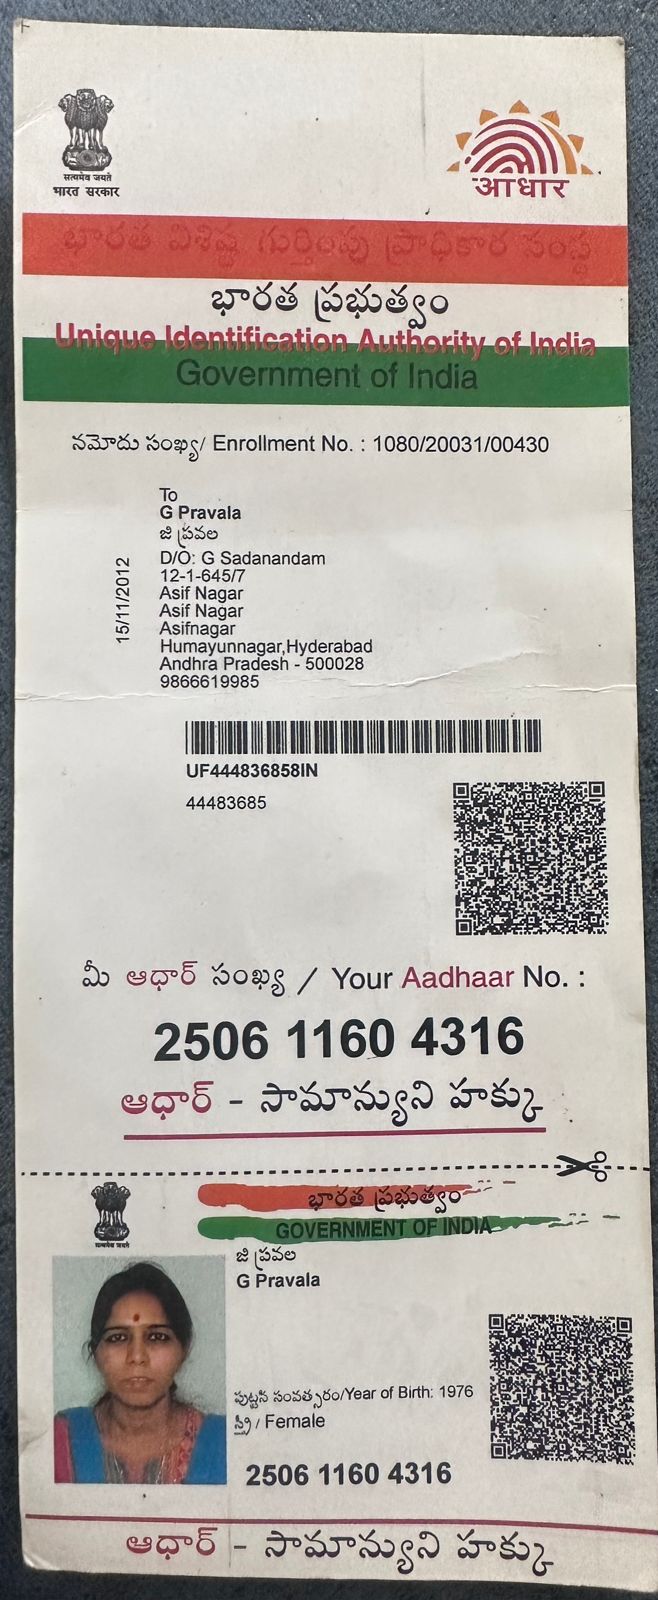 सत्यमेव जयते
भारत सरकार
आधार
భారత విశిష్ట గుర్తింపు ప్రాధికార సంస్థ
భారత ప్రభుత్వం
Unique Identification Authority of India
Government of India
నమోదు సంఖ్య/ Enrollment No. : 1080/20031/00430
To
G Pravala
జి ప్రవల
D/O: G Sadanandam
12-1-645/7
Asif Nagar
Asif Nagar
Asifnagar
Humayunnagar,Hyderabad
Andhra Pradesh - 500028
9866619985
15/11/2012
UF444836858IN
44483685
మీ ఆధార్ సంఖ్య / Your Aadhaar No. :
2506 1160 4316
ఆధార్ - సామాన్యుని హక్కు
భారత ప్రభుత్వం
GOVERNMENT OF INDIA
सत्यमेव जयते
జి ప్రవల
G Pravala
పుట్టిన సంవత్సరం/Year of Birth: 1976
స్త్రీ / Female
2506 1160 4316
ఆధార్ - సామాన్యుని హక్కు